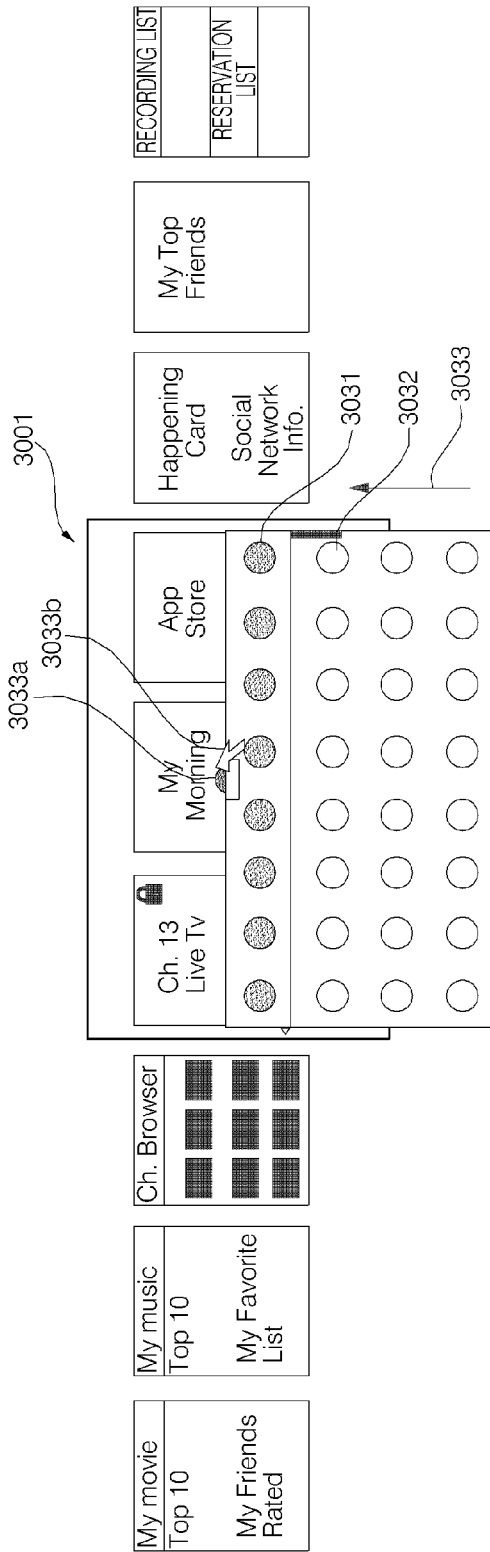 3001
3033a
3033b
My movie
Top 10
My Friends
Rated
My music
Top 10
My Favorite
List
Ch. Browser
Ch. 13
Live Tv
My
Morning
App
Store
Happening
Card
Social
Network
Info.
My Top
Friends
RECORDING LIST
RESERVATION
LIST
3031
3032
3033